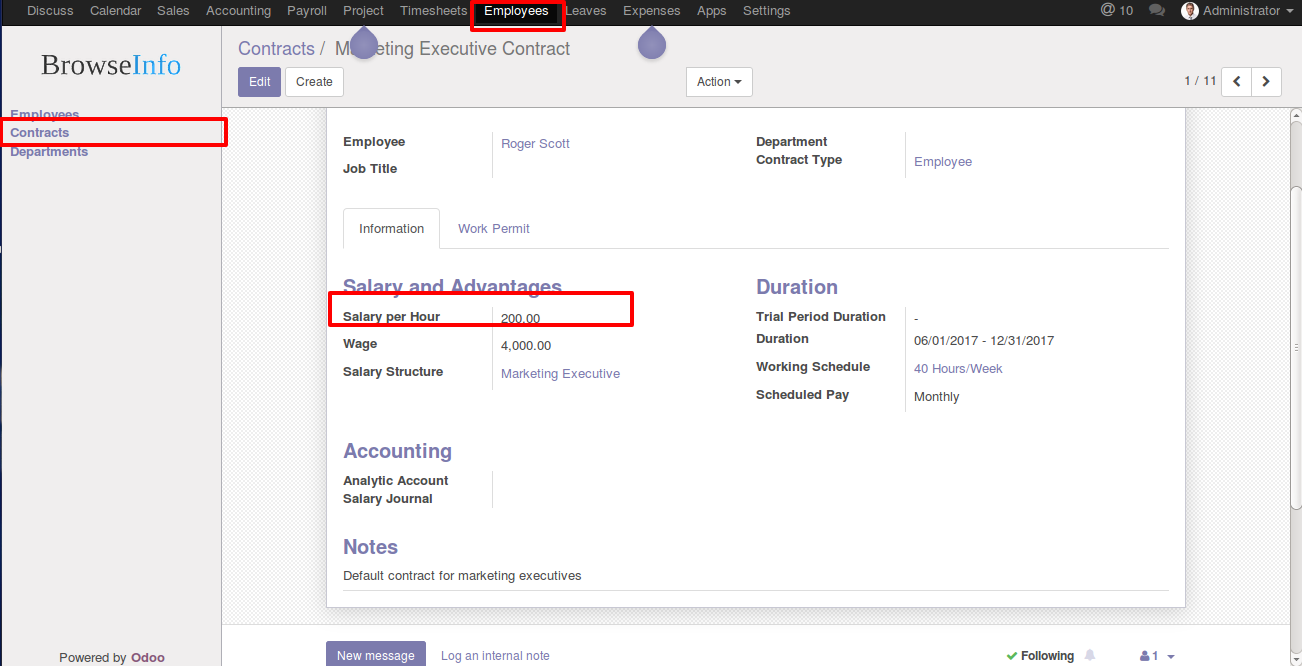 Discuss Calendar Sales Accounting Payroll Project Timesheets Employees Leaves Expenses Apps Settings @ 10 Administrator
BrowseInfo
Employees
Contracts
Departments
Powered by Odoo
Contracts / Marketing Executive Contract
Edit Create Action 1 / 11
Employee Roger Scott
Job Title
Department
Contract Type Employee
Information Work Permit
Salary and Advantages
Salary per Hour 200.00
Wage 4,000.00
Salary Structure Marketing Executive
Duration
Trial Period Duration -
Duration 06/01/2017 - 12/31/2017
Working Schedule 40 Hours/Week
Scheduled Pay Monthly
Accounting
Analytic Account
Salary Journal
Notes
Default contract for marketing executives
New message Log an internal note Following 1